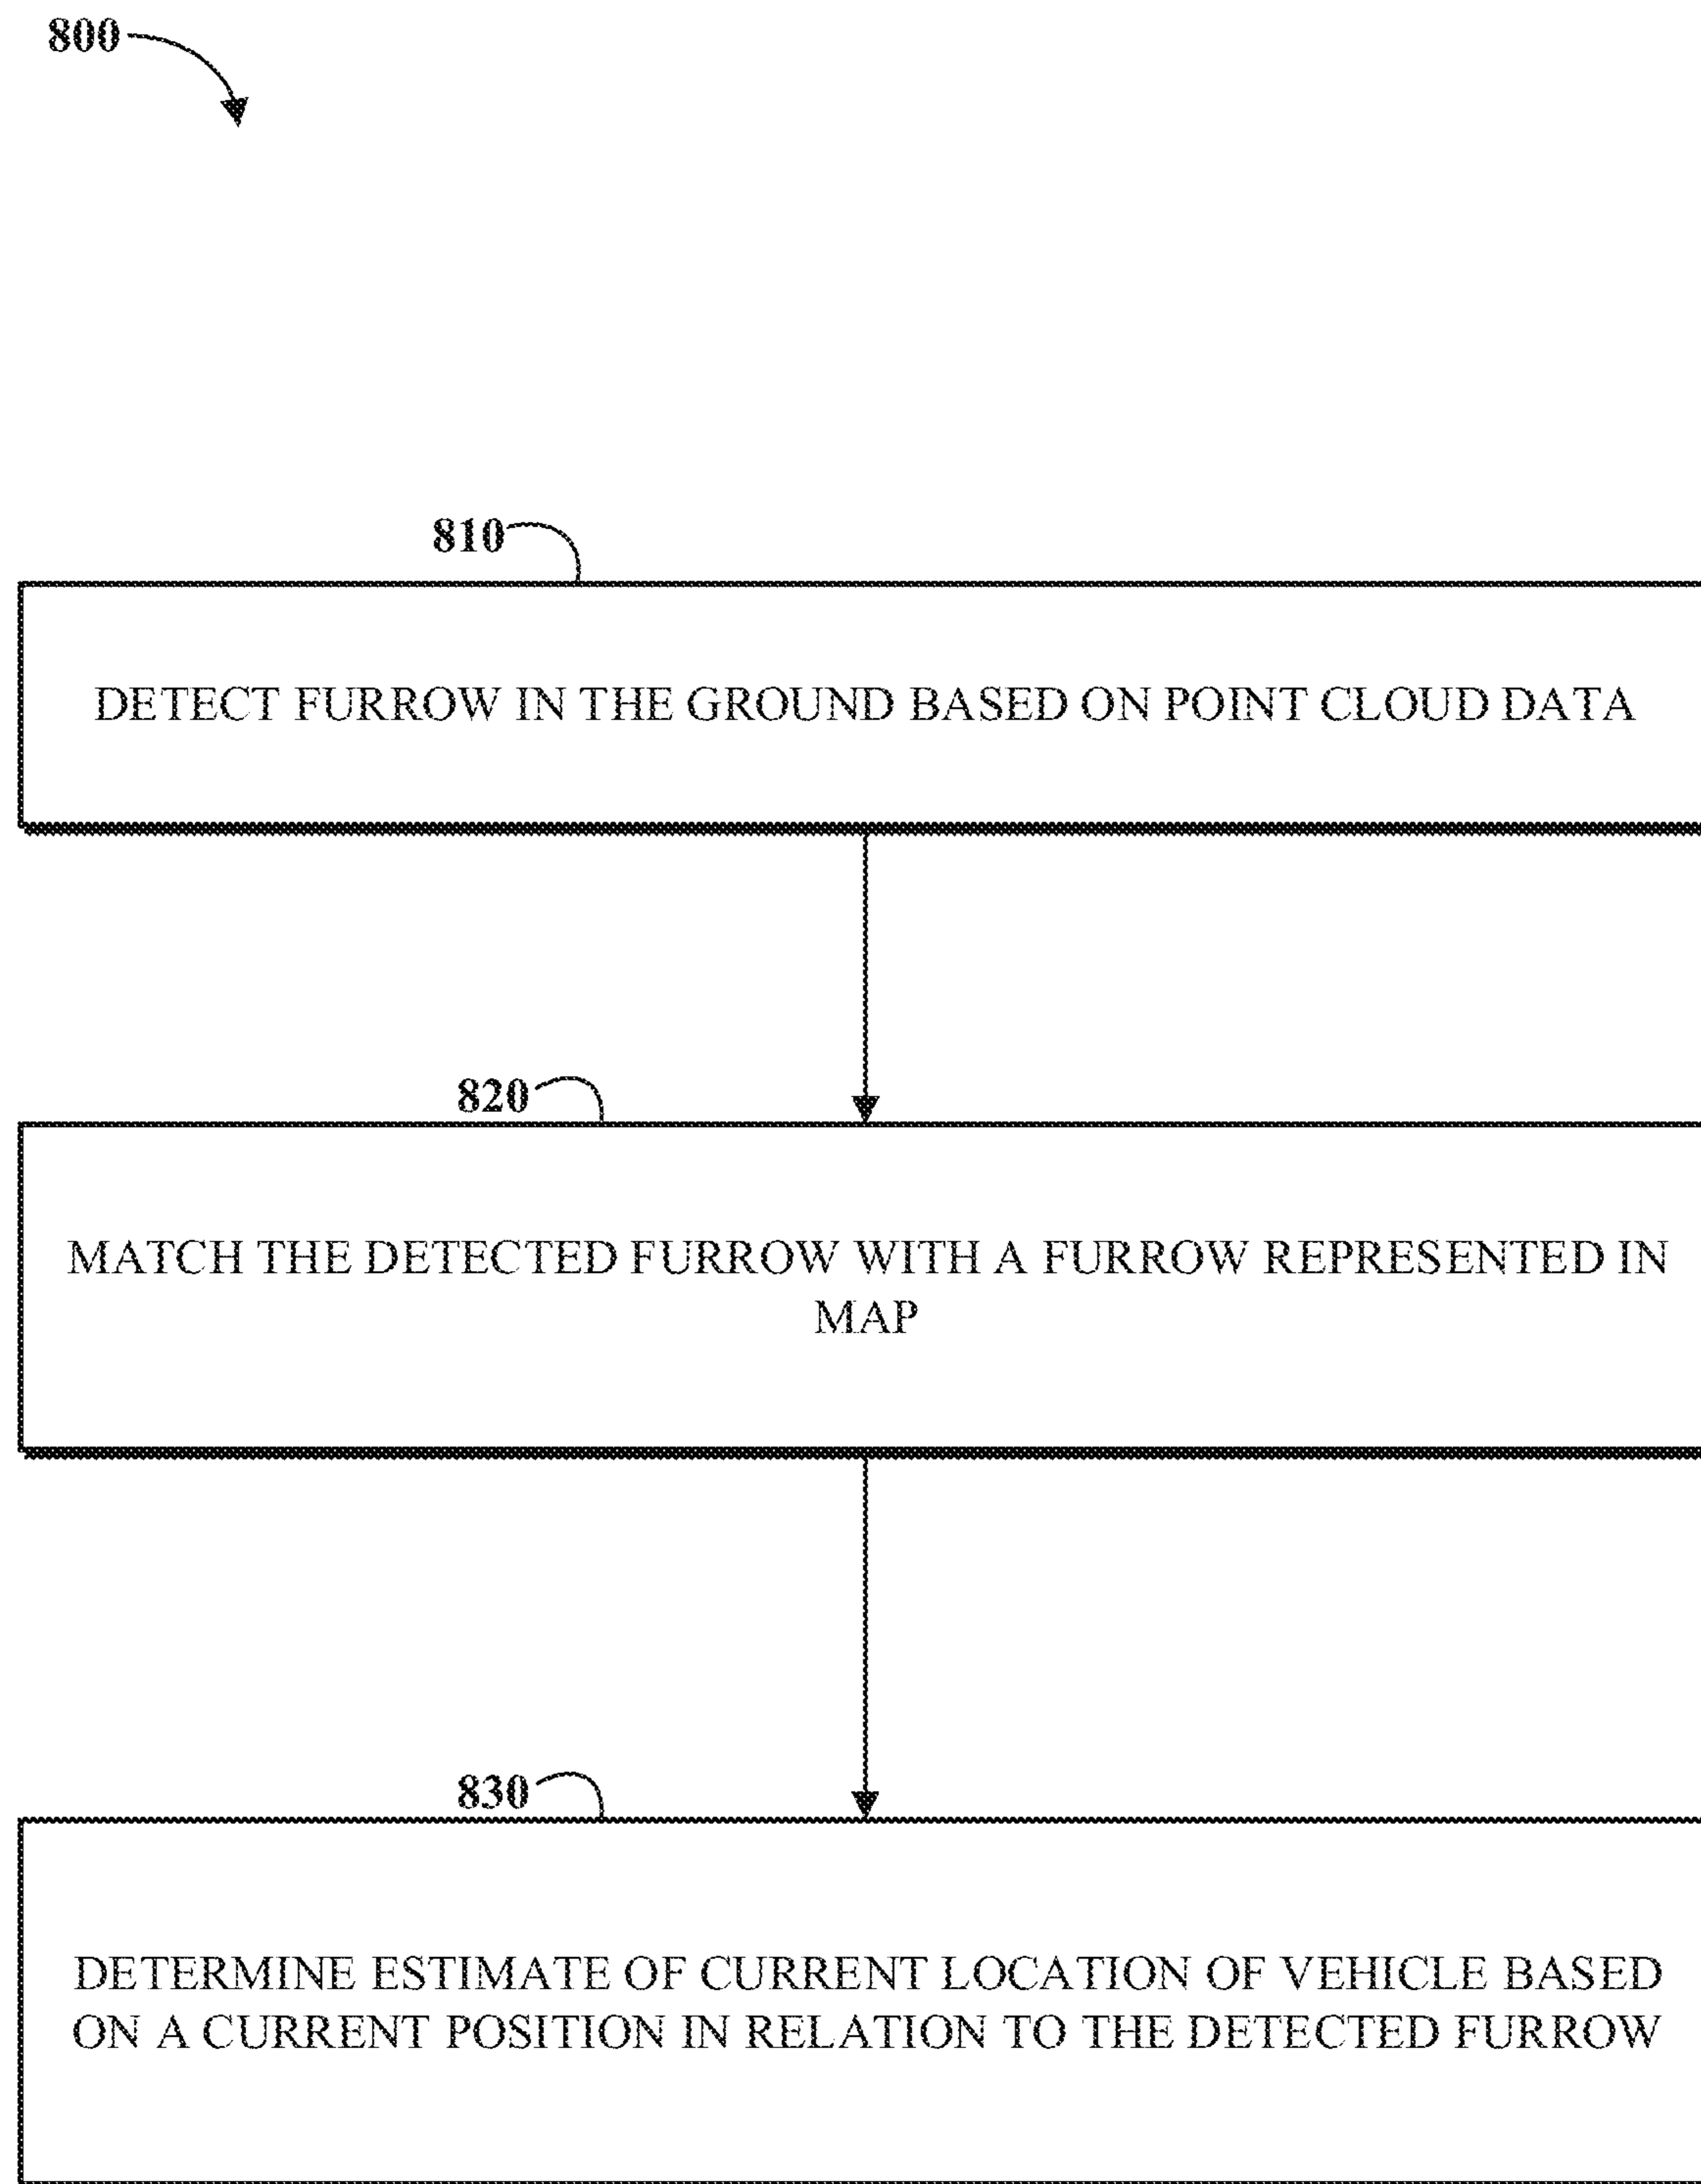 800
810
DETECT FURROW IN THE GROUND BASED ON POINT CLOUD DATA
820
MATCH THE DETECTED FURROW WITH A FURROW REPRESENTED IN
MAP
830
DETERMINE ESTIMATE OF CURRENT LOCATION OF VEHICLE BASED
ON A CURRENT POSITION IN RELATION TO THE DETECTED FURROW